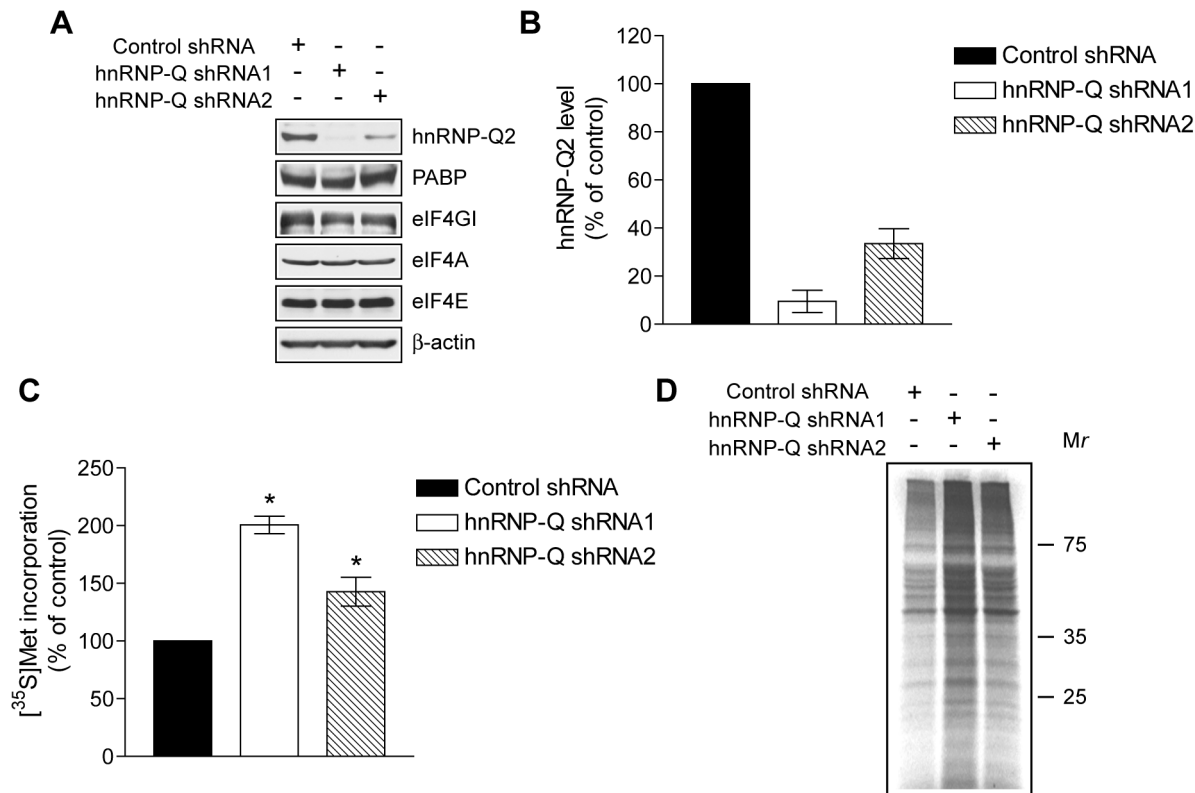 A
Control shRNA + - -
hnRNP-Q shRNA1 - + -
hnRNP-Q shRNA2 - - +
hnRNP-Q2
PABP
eIF4GI
eIF4A
eIF4E
β-actin
B
hnRNP-Q2 level
(% of control)
120
100
80
60
40
20
0
Control shRNA
hnRNP-Q shRNA1
hnRNP-Q shRNA2
C
[³⁵S]Met incorporation
(% of control)
250
200
150
100
50
0
*
*
Control shRNA
hnRNP-Q shRNA1
hnRNP-Q shRNA2
D
Control shRNA + - -
hnRNP-Q shRNA1 - + -
hnRNP-Q shRNA2 - - +
Mr
75
35
25